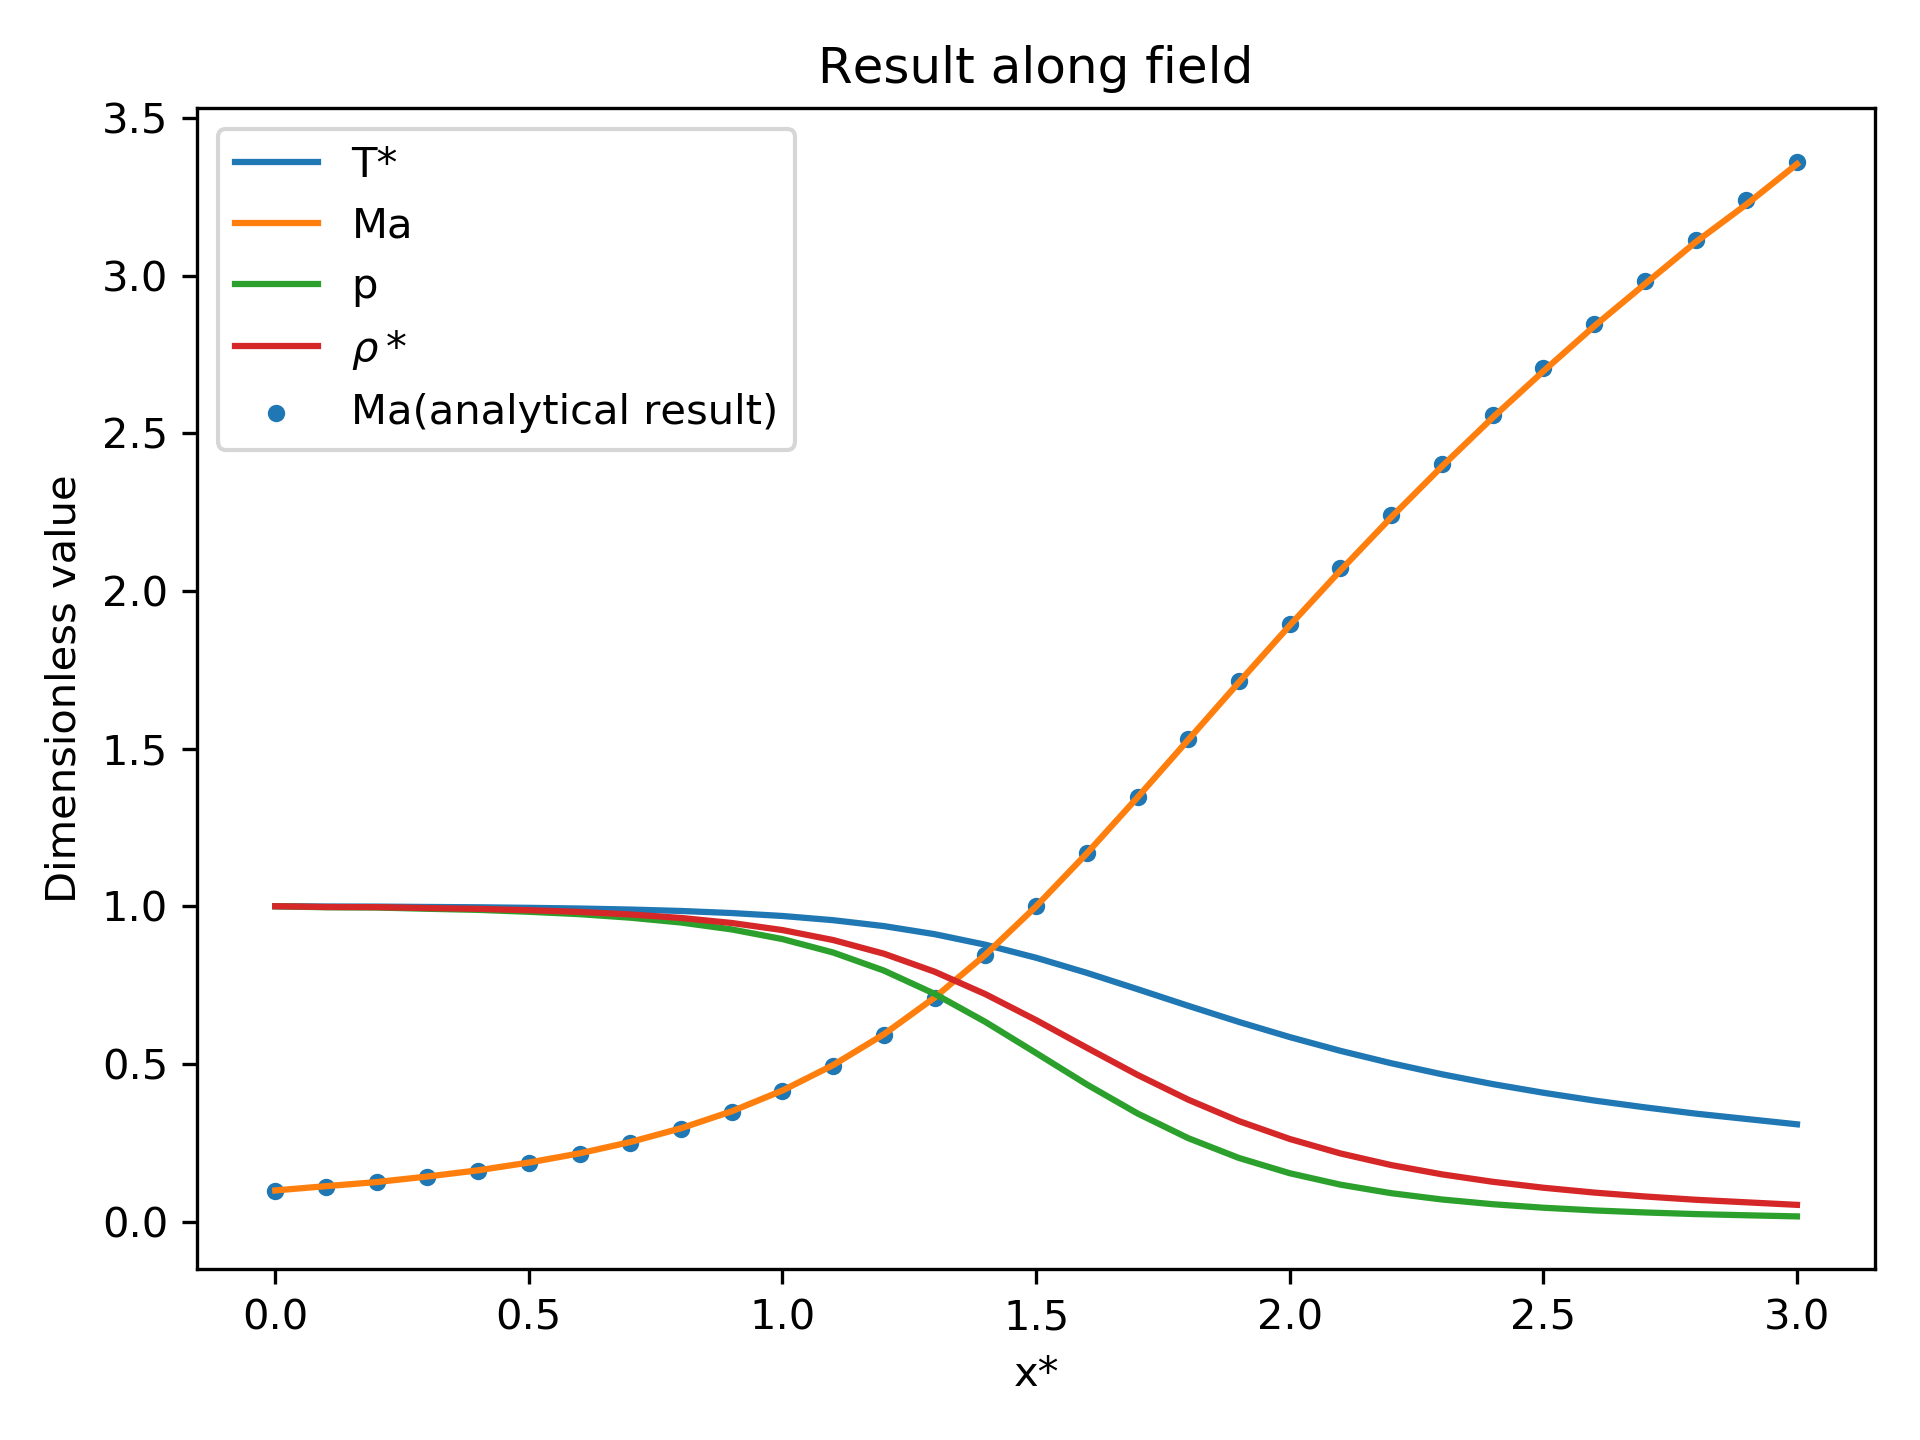 Result along field
3.5
3.0
2.5
2.0
1.5
1.0
0.5
0.0
Dimensionless value
T*
Ma
p
ρ*
Ma(analytical result)
0.0 0.5 1.0 1.5 2.0 2.5 3.0
x*